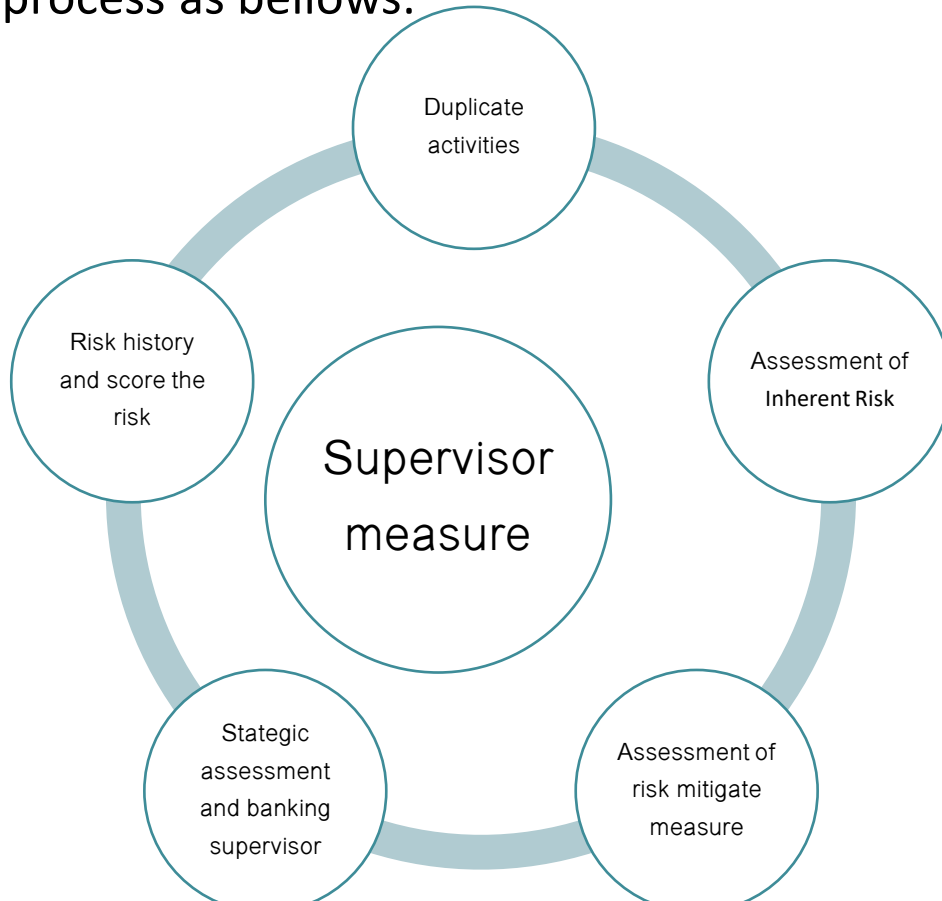 process as bellows:
Duplicate
activities
Assessment of
Inherent Risk
Assessment of
risk mitigate
measure
Stategic
assessment
and banking
supervisor
Risk history
and score the
risk
Supervisor
measure